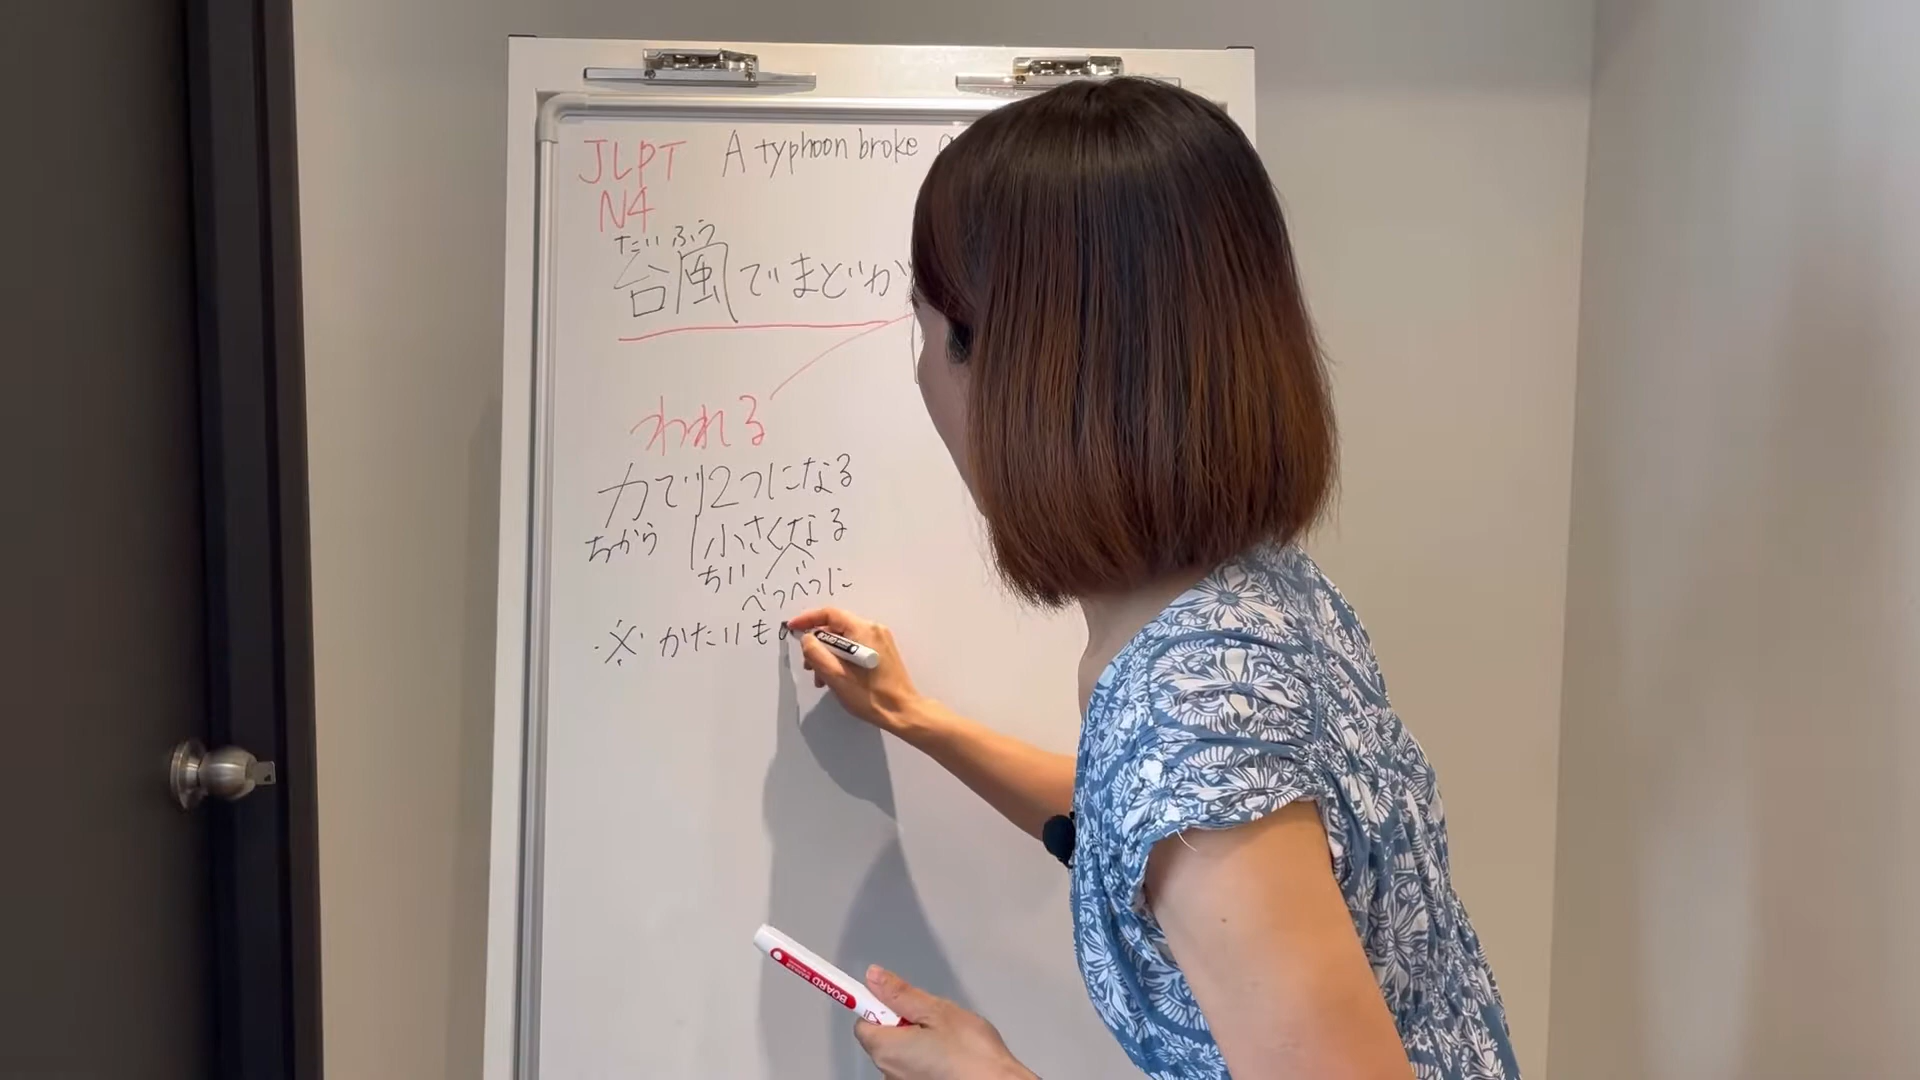 JLPT
N4
A typhoon broke
たいふう
台風でまどが
われる
力で2つになる
ちから
小さくなる
ちい
べつべつに
※ かたいもの
BOARD